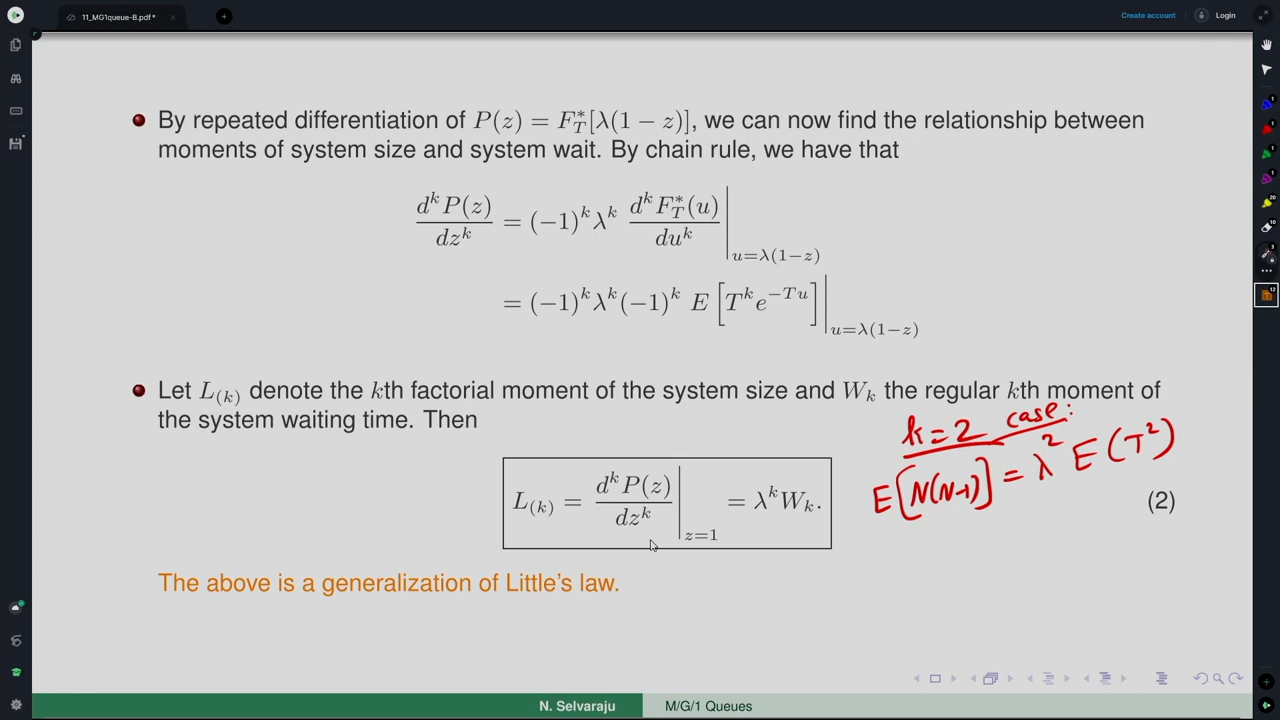 11_MG1queue-B.pdf*
Create account
Login
By repeated differentiation of P(z) = F*_T[λ(1 − z)], we can now find the relationship between
moments of system size and system wait. By chain rule, we have that
d^k P(z)/dz^k = (−1)^k λ^k d^k F*_T(u)/du^k |_{u=λ(1−z)}
= (−1)^k λ^k (−1)^k E[T^k e^{−Tu}] |_{u=λ(1−z)}
Let L_(k) denote the kth factorial moment of the system size and W_k the regular kth moment of
the system waiting time. Then
k=2 case:
E[N(N-1)] = λ^2 E(T^2)
L_(k) = d^k P(z)/dz^k |_{z=1} = λ^k W_k.
(2)
The above is a generalization of Little's law.
N. Selvaraju
M/G/1 Queues